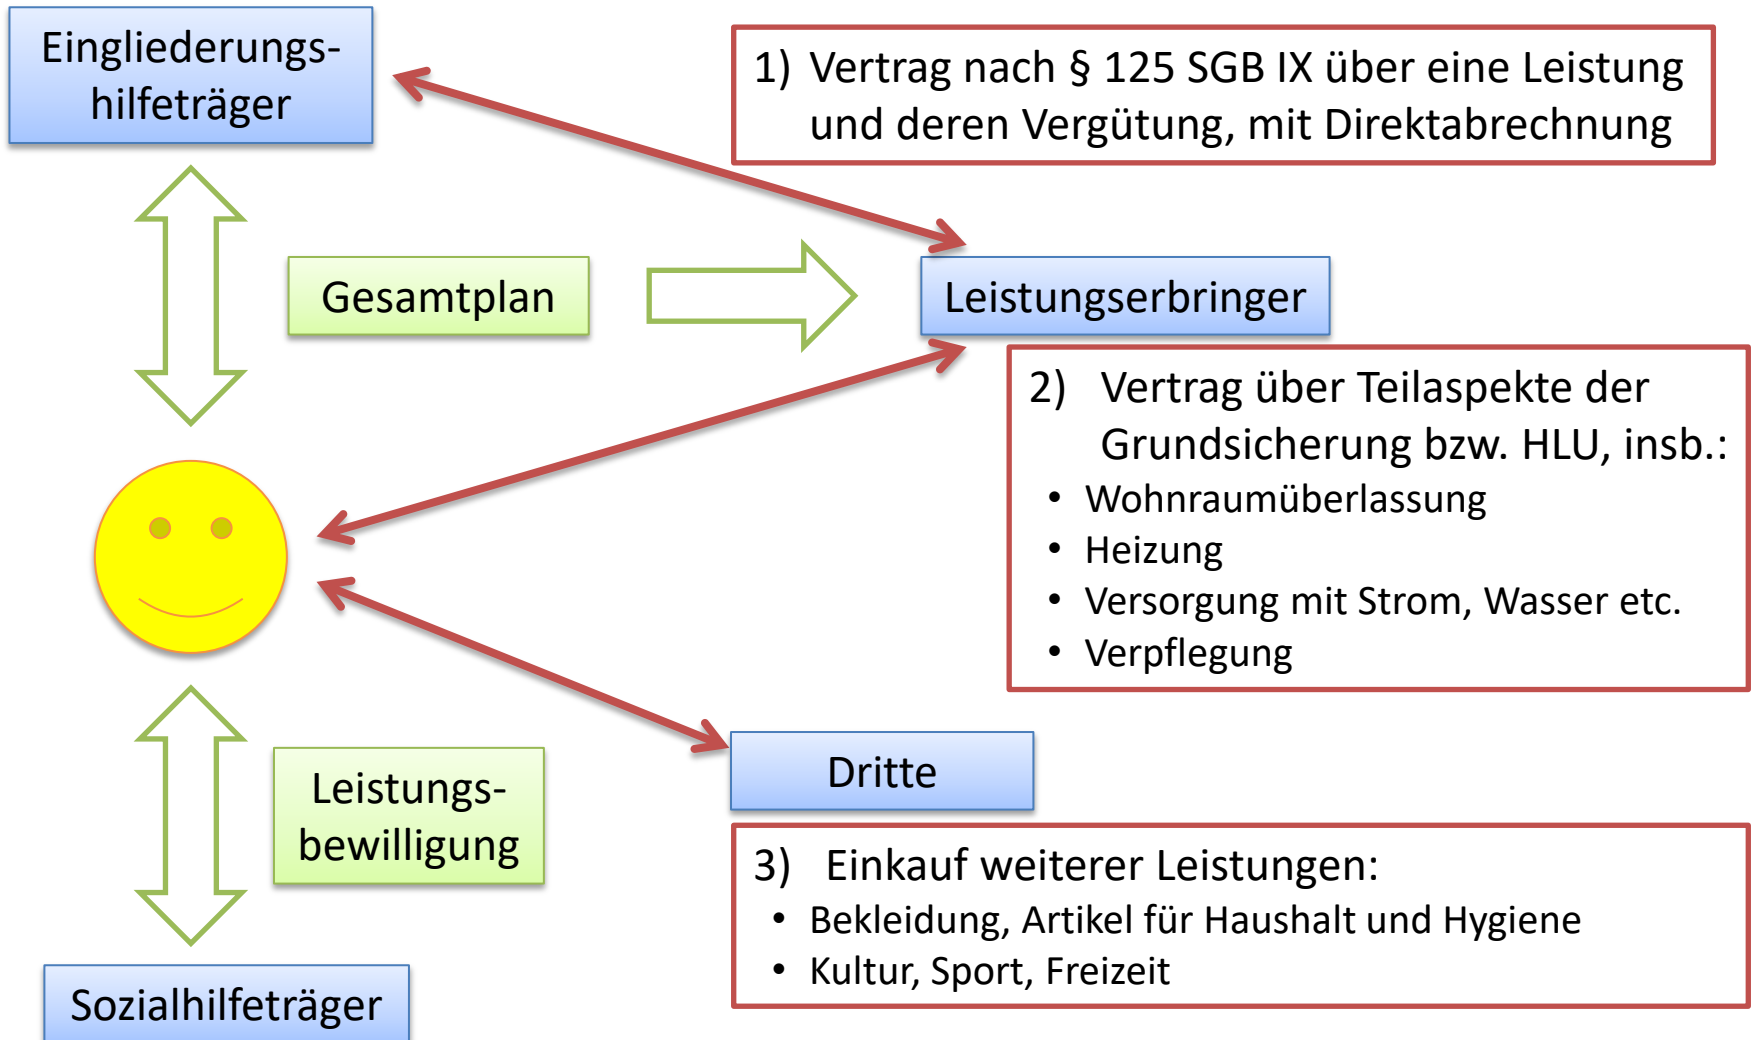 Eingliederungs-
hilfeträger
1) Vertrag nach § 125 SGB IX über eine Leistung
und deren Vergütung, mit Direktabrechnung
Gesamtplan
Leistungserbringer
2) Vertrag über Teilaspekte der
Grundsicherung bzw. HLU, insb.:
• Wohnraumüberlassung
• Heizung
• Versorgung mit Strom, Wasser etc.
• Verpflegung
Dritte
Leistungs-
bewilligung
3) Einkauf weiterer Leistungen:
• Bekleidung, Artikel für Haushalt und Hygiene
• Kultur, Sport, Freizeit
Sozialhilfeträger